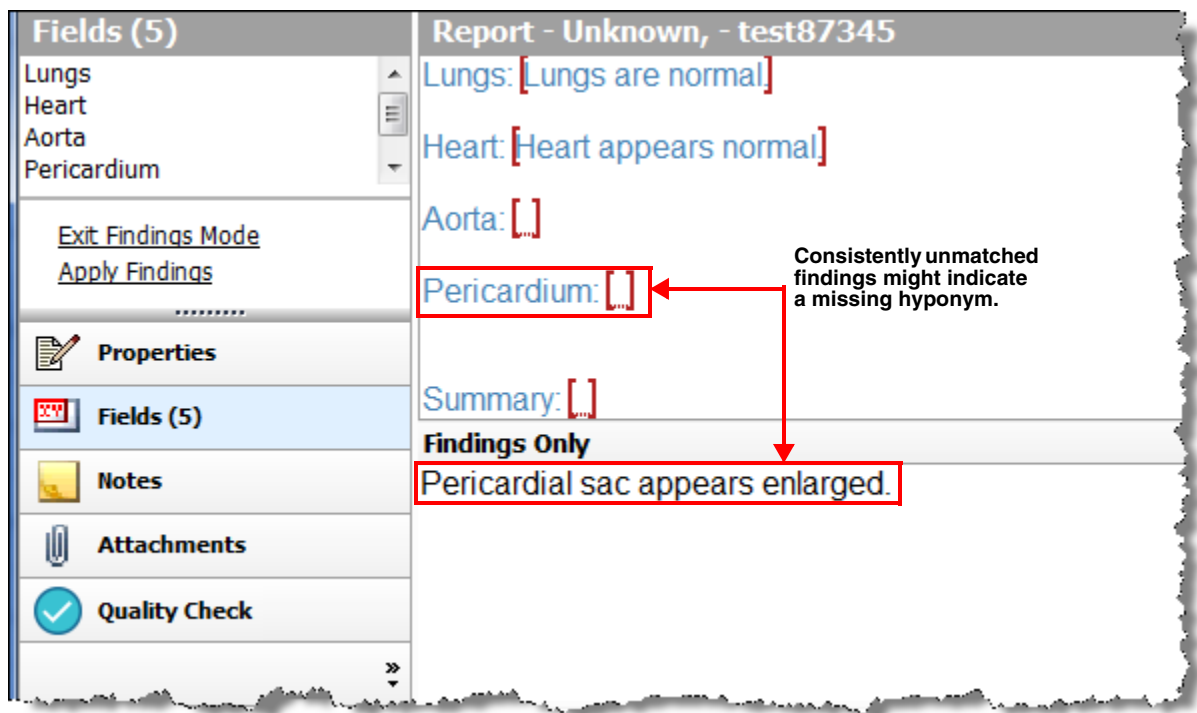 Fields (5)
Lungs
Heart
Aorta
Pericardium
Exit Findings Mode
Apply Findings
Properties
Fields (5)
Notes
Attachments
Quality Check
Report - Unknown, - test87345
Lungs: [Lungs are normal.]
Heart: [Heart appears normal.]
Aorta: [...]
Pericardium: [...]
Summary: [...]
Consistently unmatched
findings might indicate
a missing hyponym.
Findings Only
Pericardial sac appears enlarged.